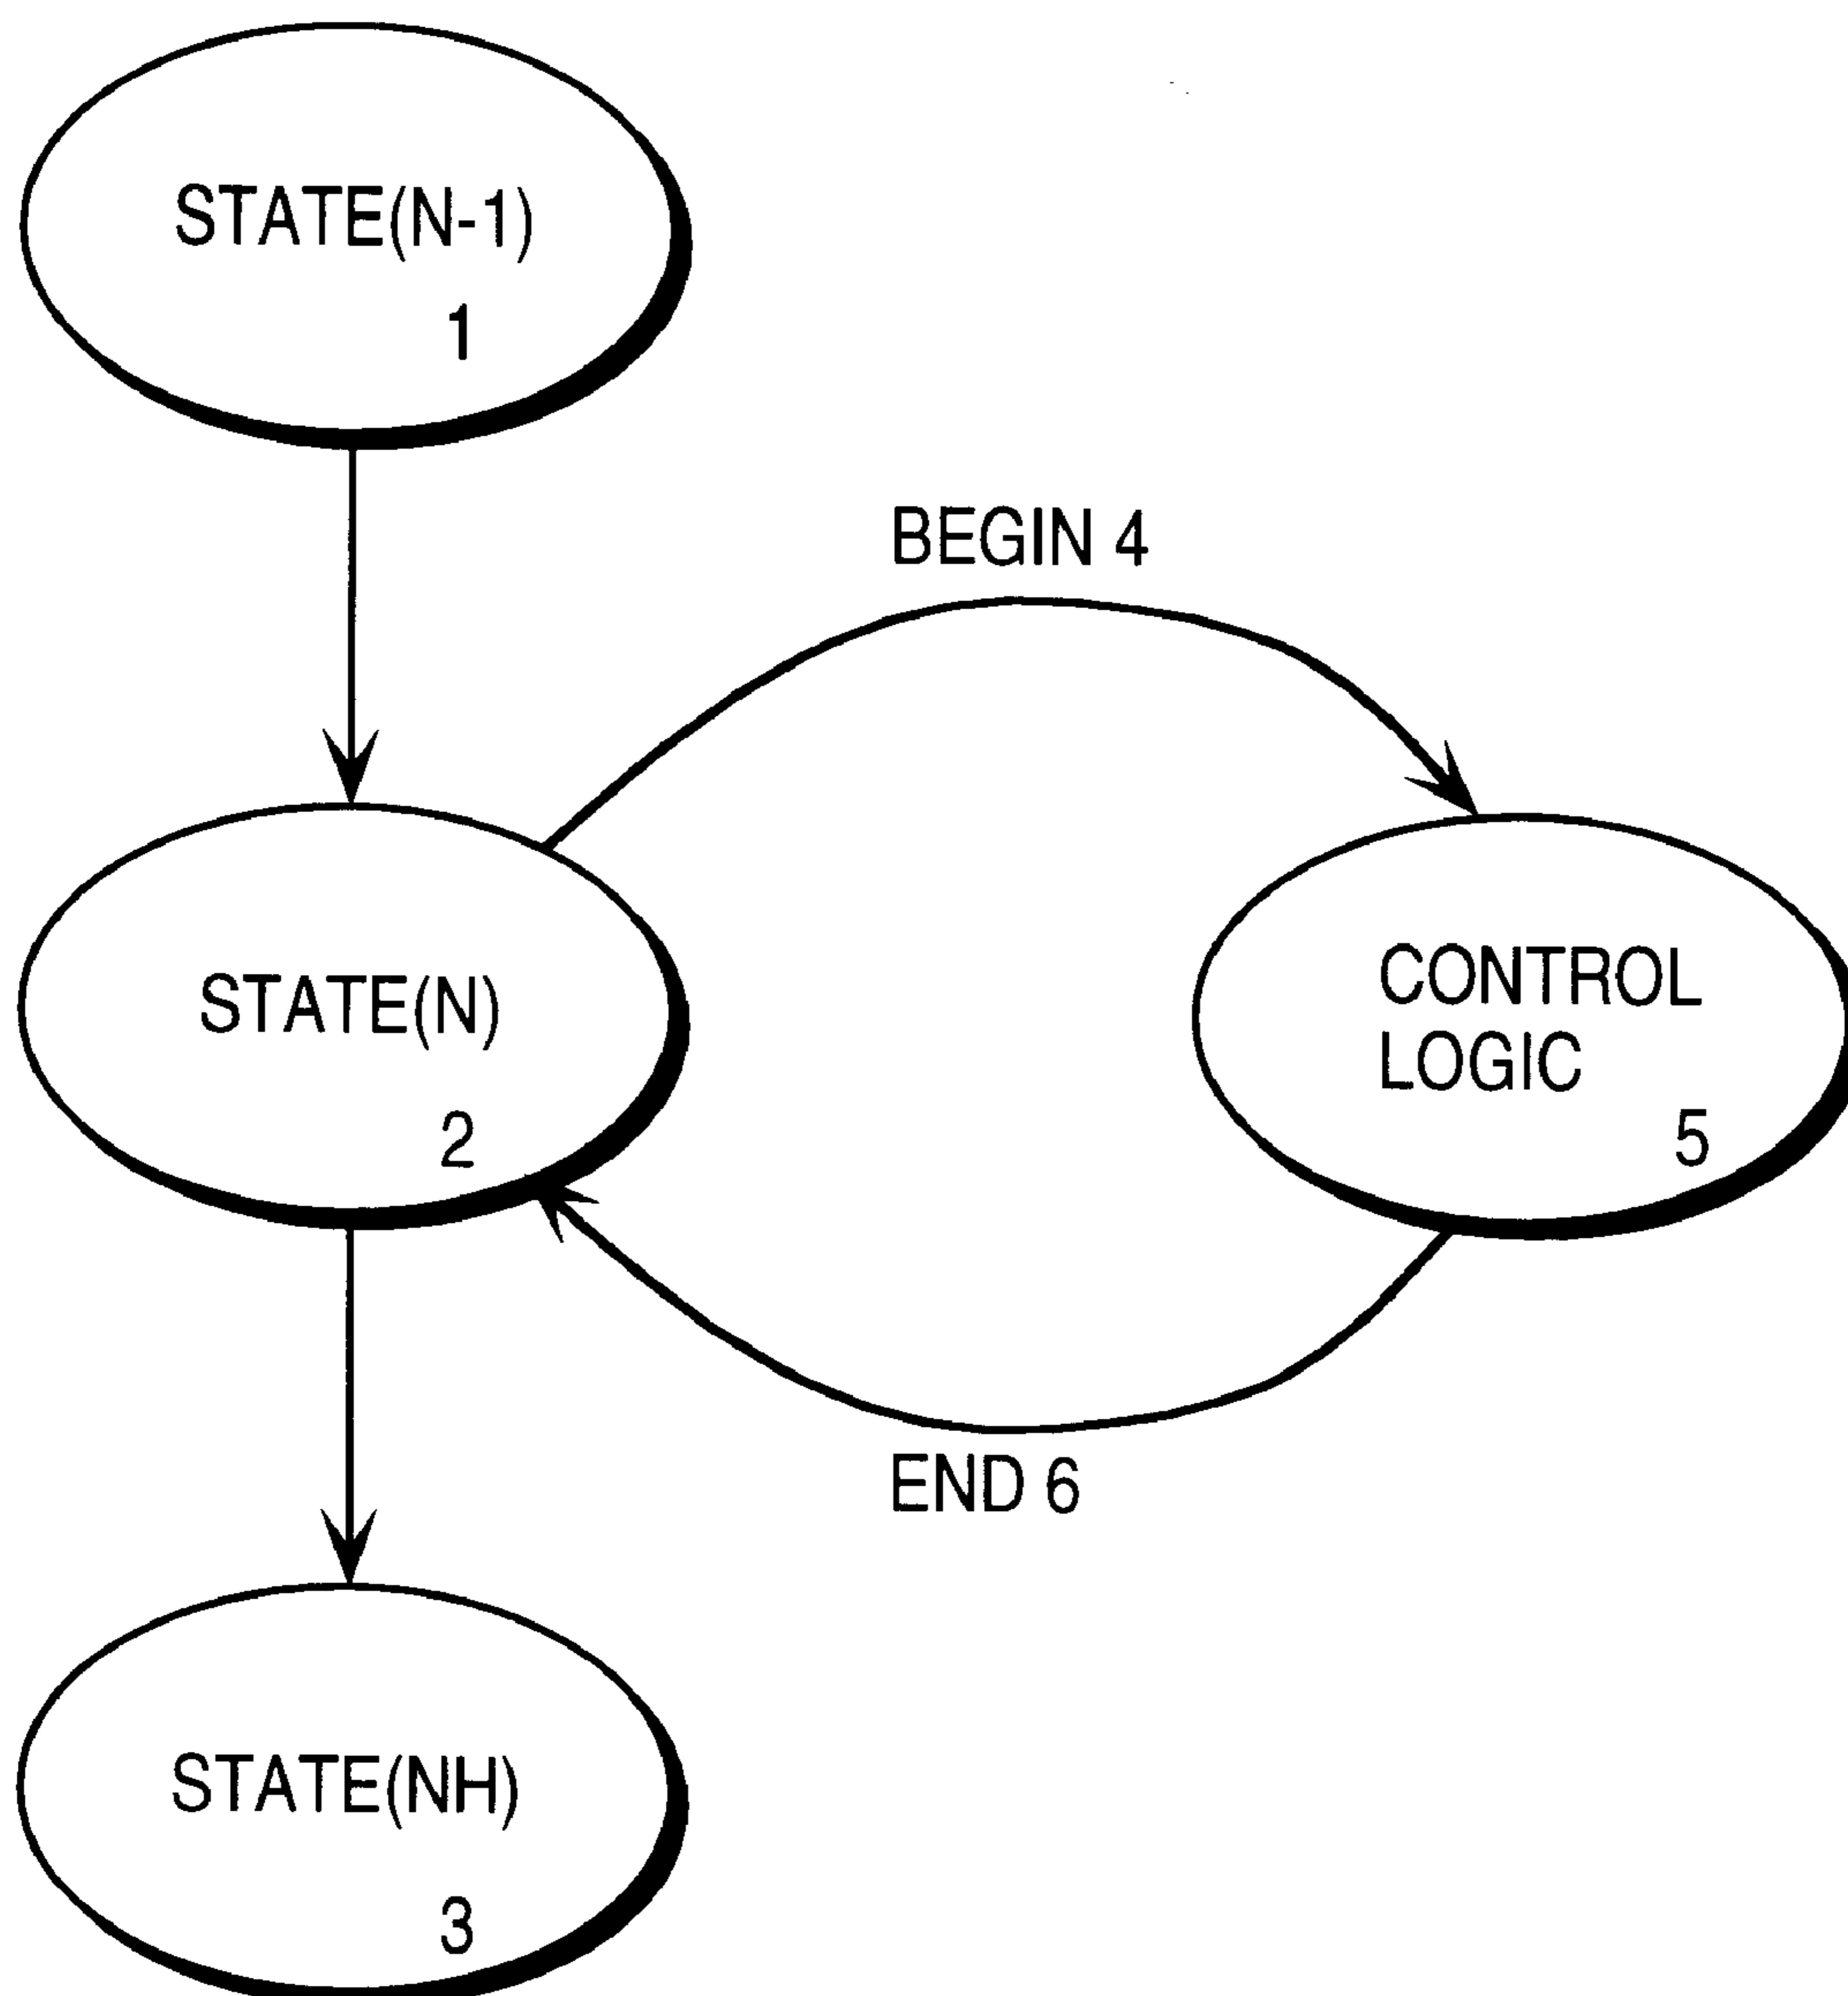 STATE(N-1)
1
BEGIN 4
STATE(N)
2
CONTROL
LOGIC
5
END 6
STATE(NH)
3